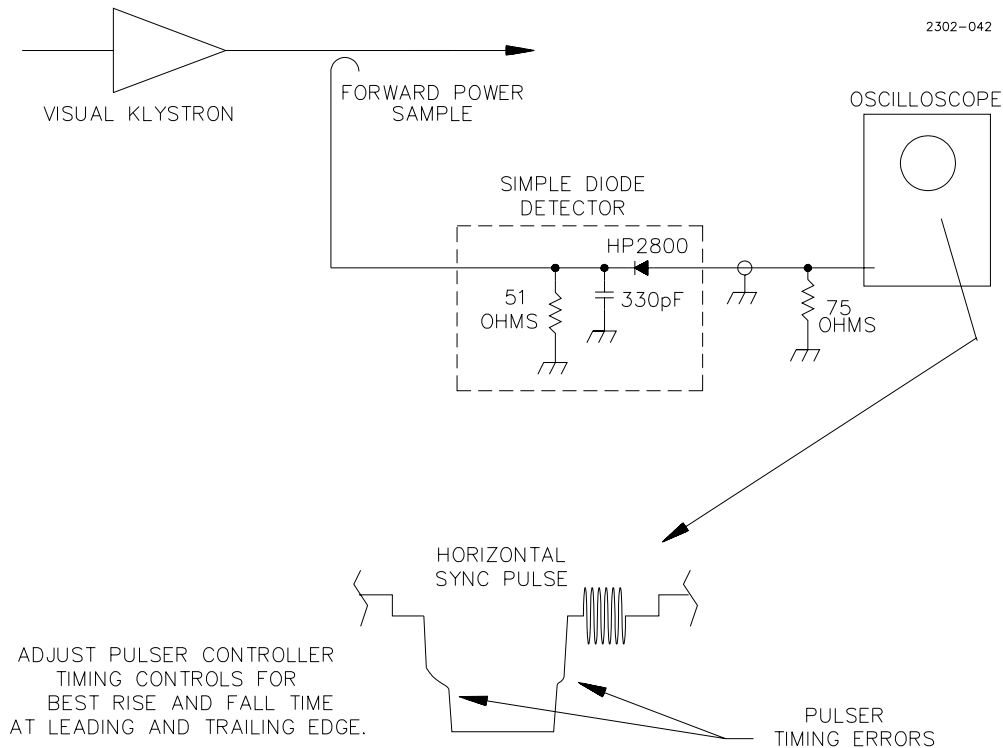 2302-042
VISUAL KLYSTRON
FORWARD POWER
SAMPLE
OSCILLOSCOPE
SIMPLE DIODE
DETECTOR
HP2800
51
OHMS
330pF
75
OHMS
HORIZONTAL
SYNC PULSE
ADJUST PULSER CONTROLLER
TIMING CONTROLS FOR
BEST RISE AND FALL TIME
AT LEADING AND TRAILING EDGE.
PULSER
TIMING ERRORS